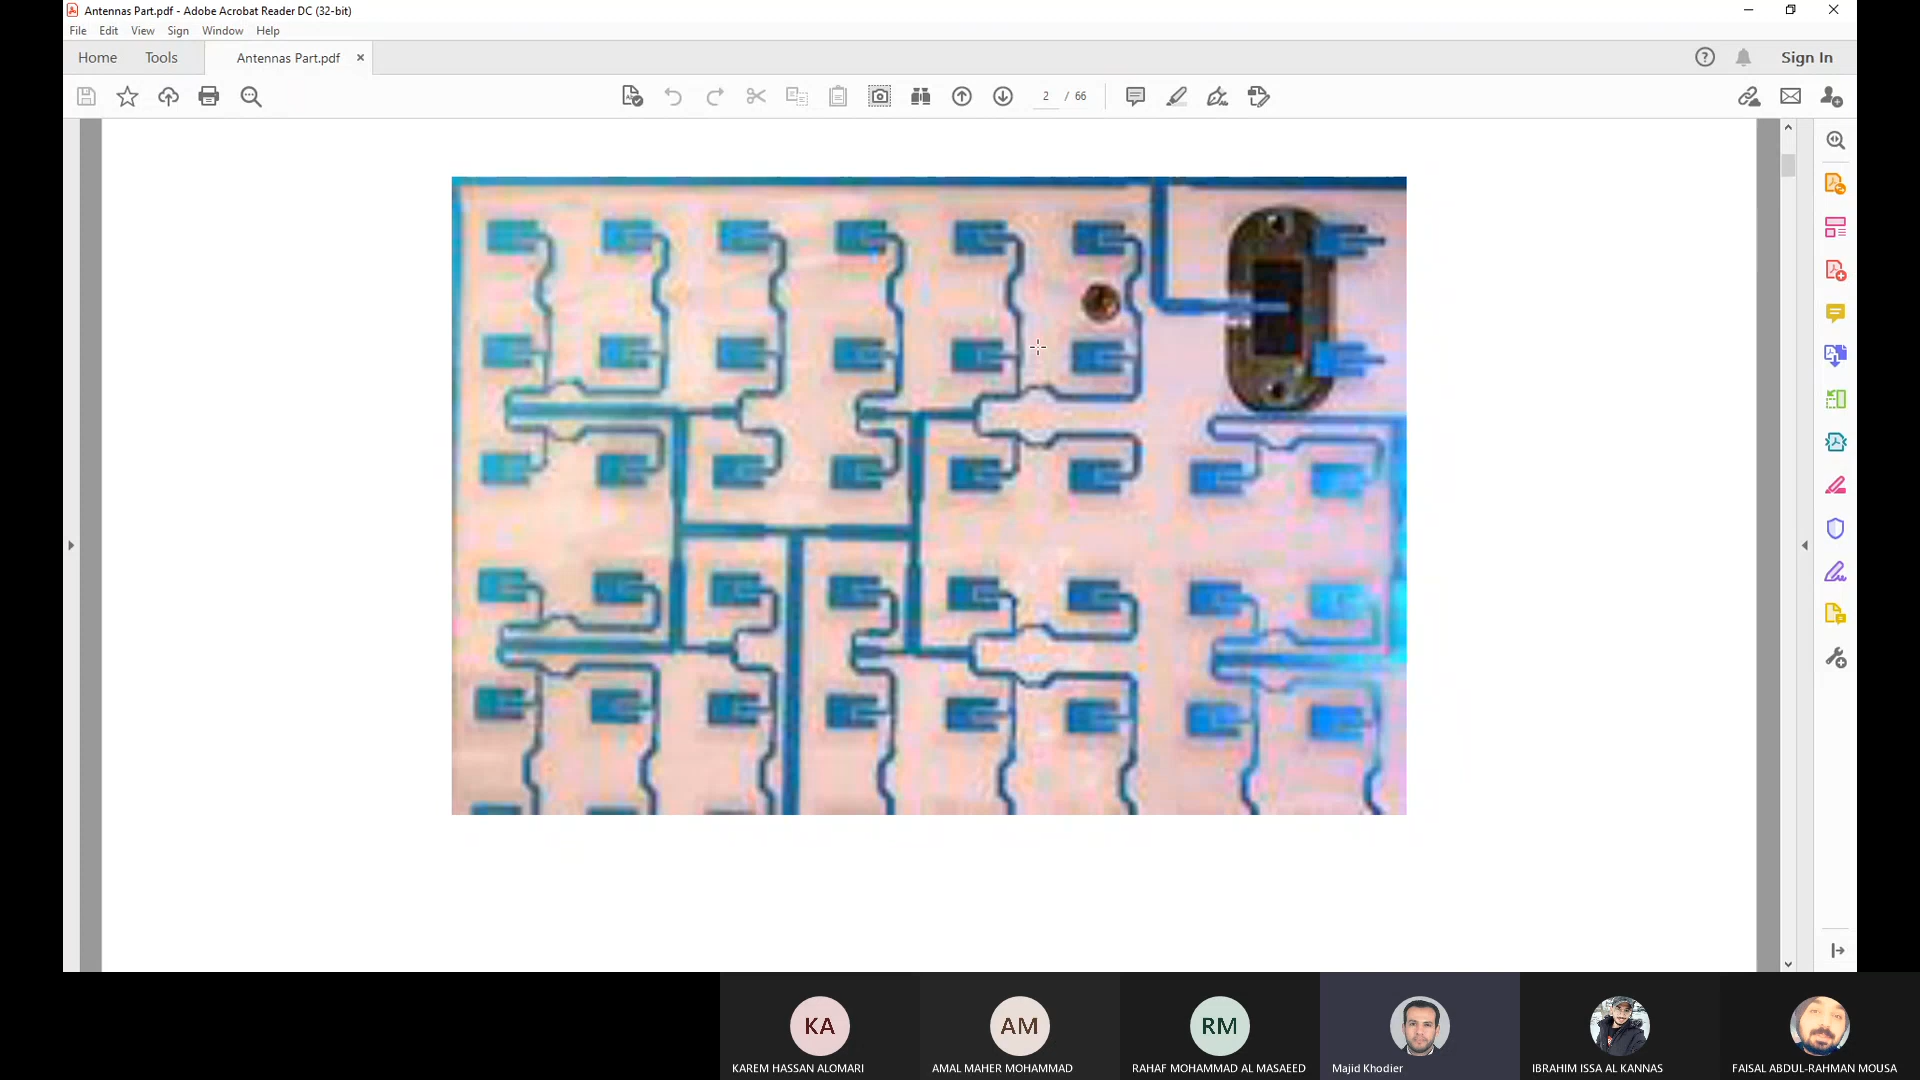 Antennas Part.pdf - Adobe Acrobat Reader DC (32-bit)
File Edit View Sign Window Help
Home Tools Antennas Part.pdf × Sign In
2 / 66
KA AM RM
KAREM HASSAN ALOMARI AMAL MAHER MOHAMMAD RAHAF MOHAMMAD AL MASAEED Majid Khodier IBRAHIM ISSA AL KANNAS FAISAL ABDUL-RAHMAN MOUSA